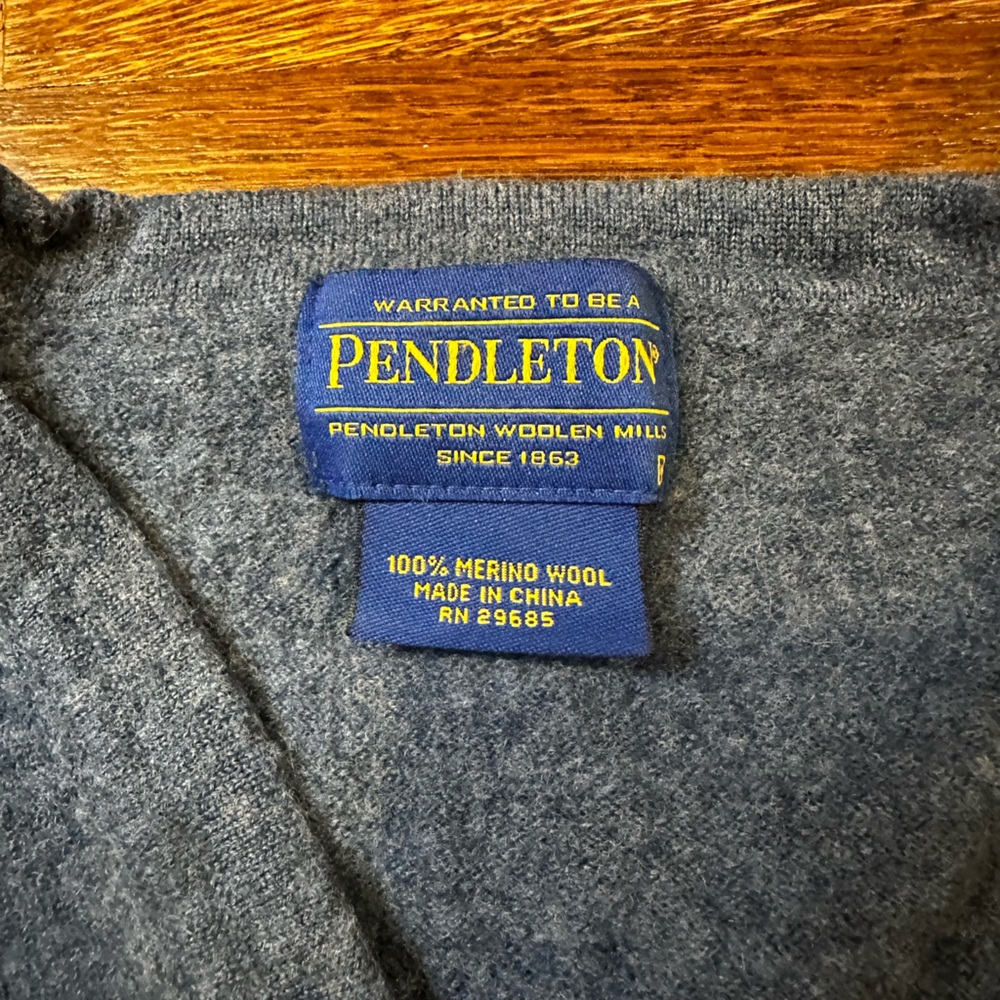 WARRANTED TO BE A
PENDLETON®
PENDLETON WOOLEN MILLS
SINCE 1863
100% MERINO WOOL
MADE IN CHINA
RN 29685